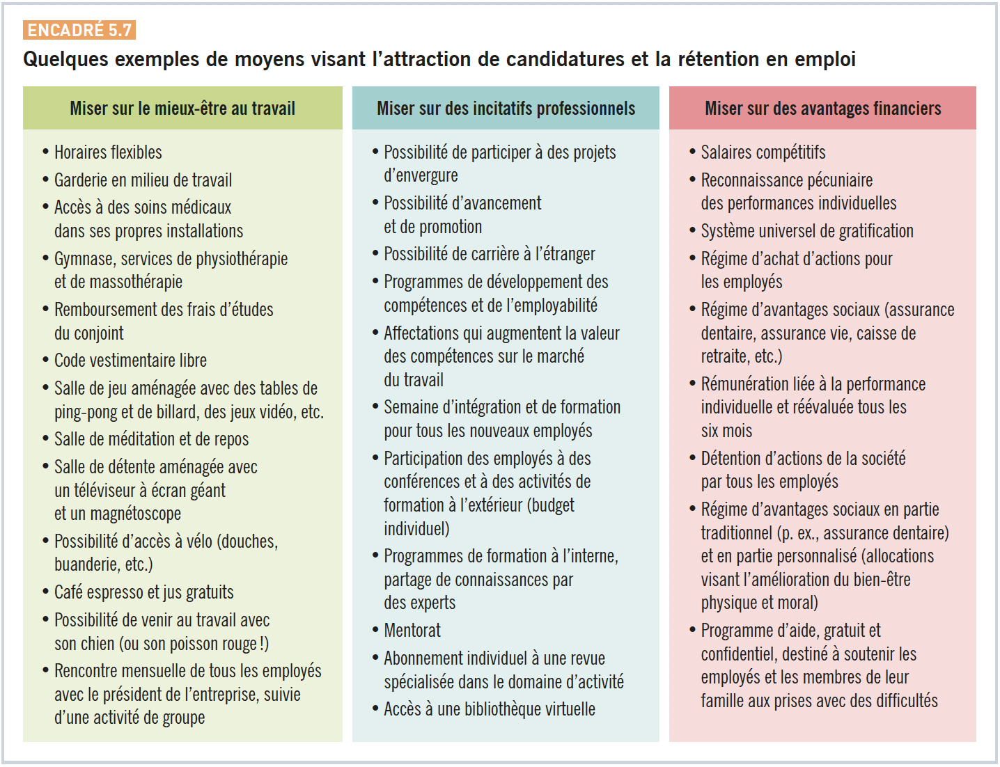 ENCADRÉ 5.7
Quelques exemples de moyens visant l’attraction de candidatures et la rétention en emploi
Miser sur le mieux-être au travail
• Horaires flexibles
• Garderie en milieu de travail
• Accès à des soins médicaux
dans ses propres installations
• Gymnase, services de physiothérapie
et de massothérapie
• Remboursement des frais d’études
du conjoint
• Code vestimentaire libre
• Salle de jeu aménagée avec des tables de
ping-pong et de billard, des jeux vidéo, etc.
• Salle de méditation et de repos
• Salle de détente aménagée avec
un téléviseur à écran géant
et un magnétoscope
• Possibilité d’accès à vélo (douches,
buanderie, etc.)
• Café espresso et jus gratuits
• Possibilité de venir au travail avec
son chien (ou son poisson rouge !)
• Rencontre mensuelle de tous les employés
avec le président de l’entreprise, suivie
d’une activité de groupe
Miser sur des incitatifs professionnels
• Possibilité de participer à des projets
d’envergure
• Possibilité d’avancement
et de promotion
• Possibilité de carrière à l’étranger
• Programmes de développement des
compétences et de l’employabilité
• Affectations qui augmentent la valeur
des compétences sur le marché
du travail
• Semaine d’intégration et de formation
pour tous les nouveaux employés
• Participation des employés à des
conférences et à des activités de
formation à l’extérieur (budget
individuel)
• Programmes de formation à l’interne,
partage de connaissances par
des experts
• Mentorat
• Abonnement individuel à une revue
spécialisée dans le domaine d’activité
• Accès à une bibliothèque virtuelle
Miser sur des avantages financiers
• Salaires compétitifs
• Reconnaissance pécuniaire
des performances individuelles
• Système universel de gratification
• Régime d’achat d’actions pour
les employés
• Régime d’avantages sociaux (assurance
dentaire, assurance vie, caisse de
retraite, etc.)
• Rémunération liée à la performance
individuelle et réévaluée tous les
six mois
• Détention d’actions de la société
par tous les employés
• Régime d’avantages sociaux en partie
traditionnel (p. ex., assurance dentaire)
et en partie personnalisé (allocations
visant l’amélioration du bien-être
physique et moral)
• Programme d’aide, gratuit et
confidentiel, destiné à soutenir les
employés et les membres de leur
famille aux prises avec des difficultés